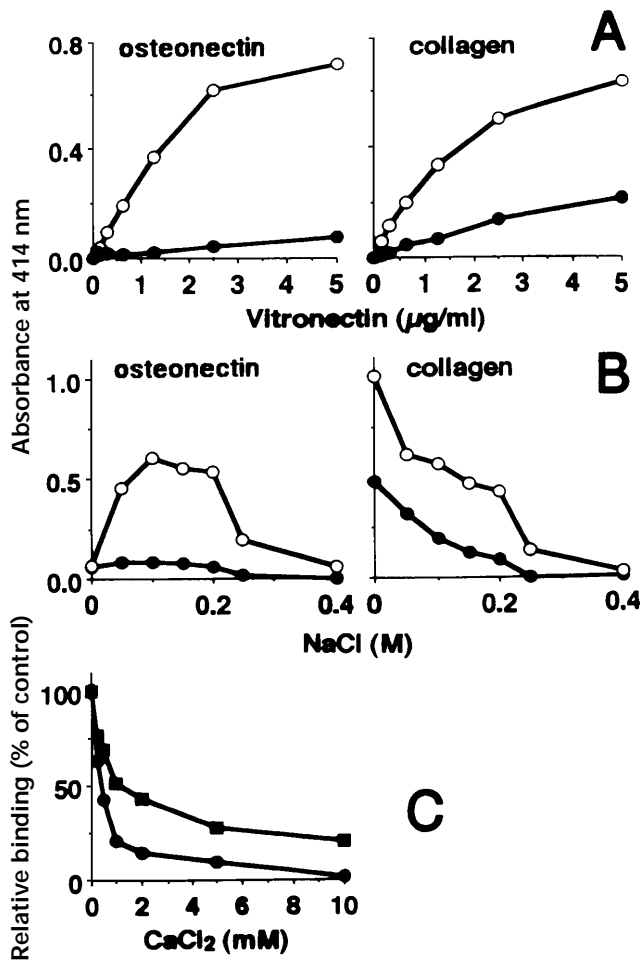 A
osteonectin
collagen
0.8
0.4
0.0
0 1 2 3 4 5
0 1 2 3 4 5
Vitronectin (µg/ml)
Absorbance at 414 nm
B
osteonectin
collagen
1.0
0.5
0.0
0 0.2 0.4
0 0.2 0.4
NaCl (M)
Relative binding (% of control)
100
50
0
0 2 4 6 8 10
CaCl₂ (mM)
C